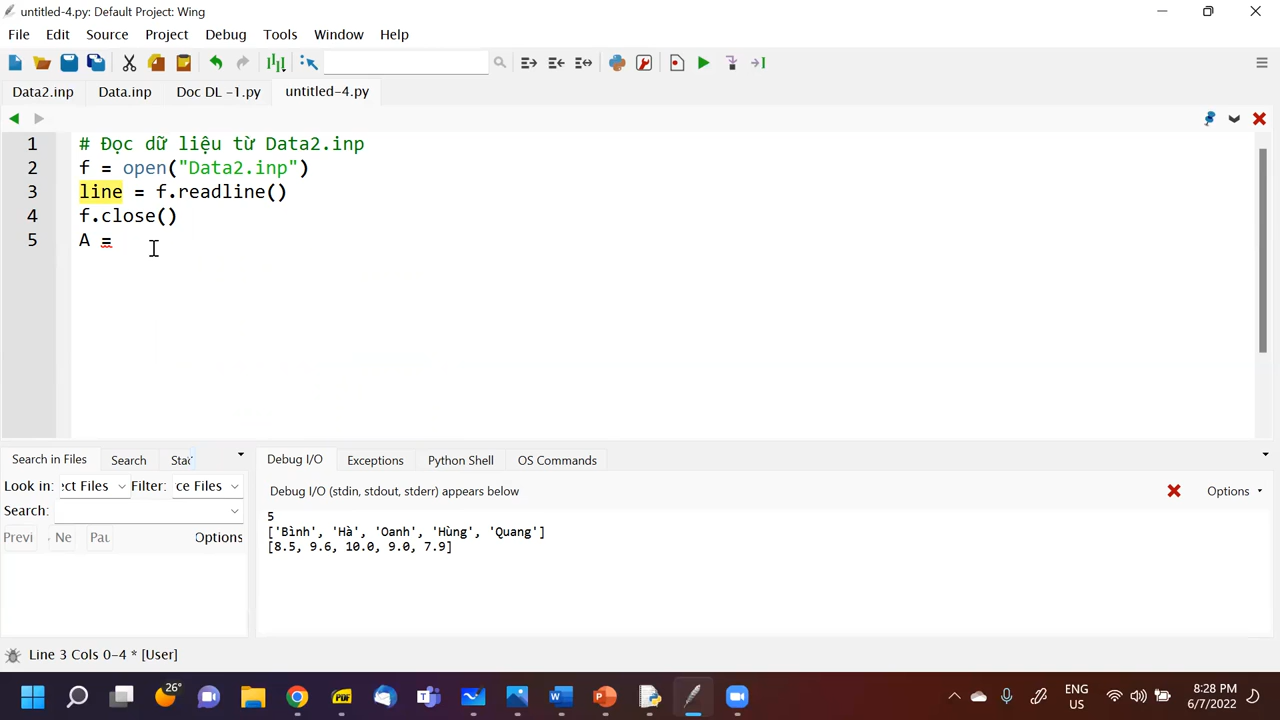 untitled-4.py: Default Project: Wing
File Edit Source Project Debug Tools Window Help
Data2.inp Data.inp Doc DL -1.py untitled-4.py
1 # Đọc dữ liệu từ Data2.inp
2 f = open("Data2.inp")
3 line = f.readline()
4 f.close()
5 A =
Search in Files Search Stac Debug I/O Exceptions Python Shell OS Commands
Look in: ect Files Filter: ce Files Debug I/O (stdin, stdout, stderr) appears below Options
Search:
Previ Ne Pau Options
5
['Bình', 'Hà', 'Oanh', 'Hùng', 'Quang']
[8.5, 9.6, 10.0, 9.0, 7.9]
Line 3 Cols 0-4 * [User]
26°
PDF
ENG
US
8:28 PM
6/7/2022